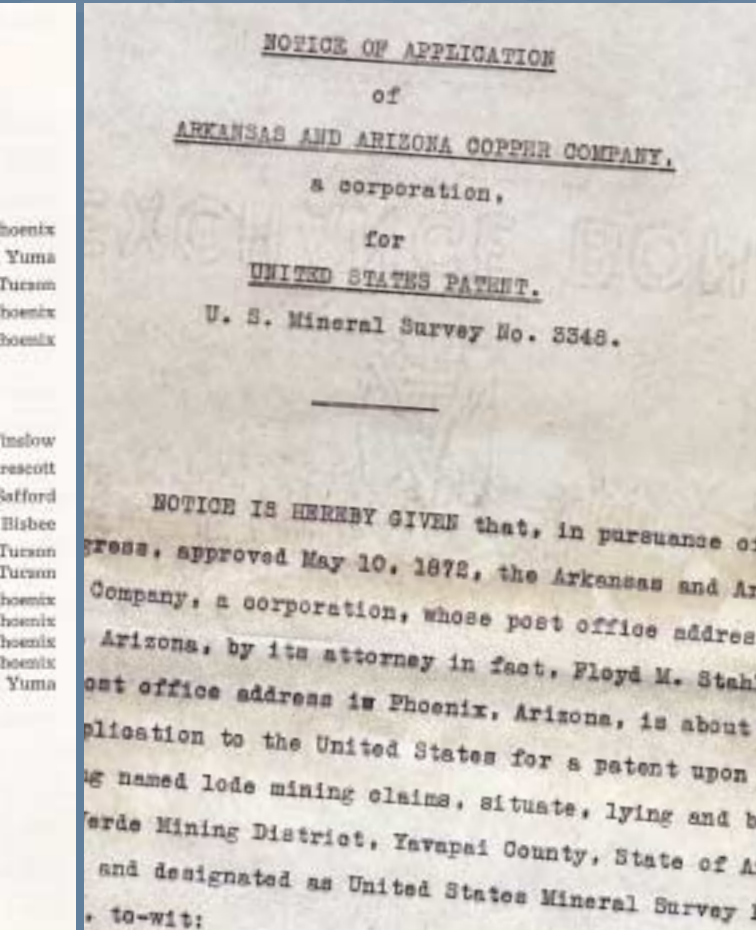 hoenix
Yuma
Tucson
hoenix
hoenix
inslow
rescott
Safford
Bisbee
Tucson
Tucson
hoenix
hoenix
hoenix
hoenix
Yuma
NOTICE OF APPLICATION
of
ARKANSAS AND ARIZONA COPPER COMPANY,
a corporation,
for
UNITED STATES PATENT.
U. S. Mineral Survey No. 3348.
NOTICE IS HEREBY GIVEN that, in pursuance of
gress, approved May 10, 1872, the Arkansas and Ar
Company, a corporation, whose post office addres
, Arizona, by its attorney in fact, Floyd M. Stah
ost office address is Phoenix, Arizona, is about
plication to the United States for a patent upon
ng named lode mining claims, situate, lying and b
Verde Mining District, Yavapai County, State of A
and designated as United States Mineral Survey
, to-wit: